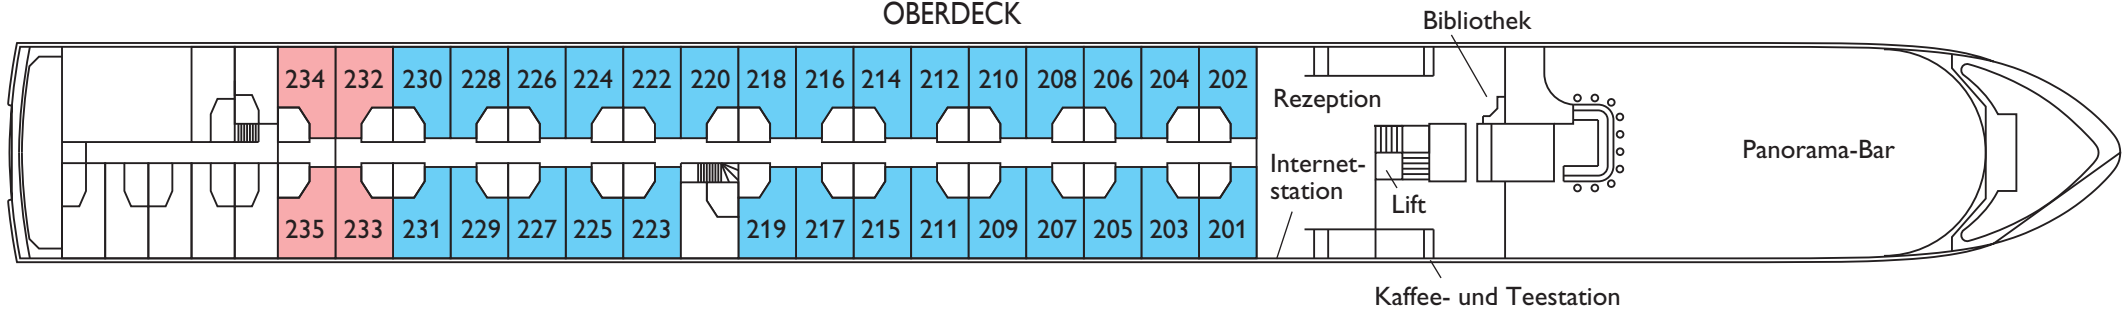 OBERDECK
Bibliothek
234 232 230 228 226 224 222 220 218 216 214 212 210 208 206 204 202
Rezeption
Panorama-Bar
Internet-
station
Lift
235 233 231 229 227 225 223 219 217 215 211 209 207 205 203 201
Kaffee- und Teestation